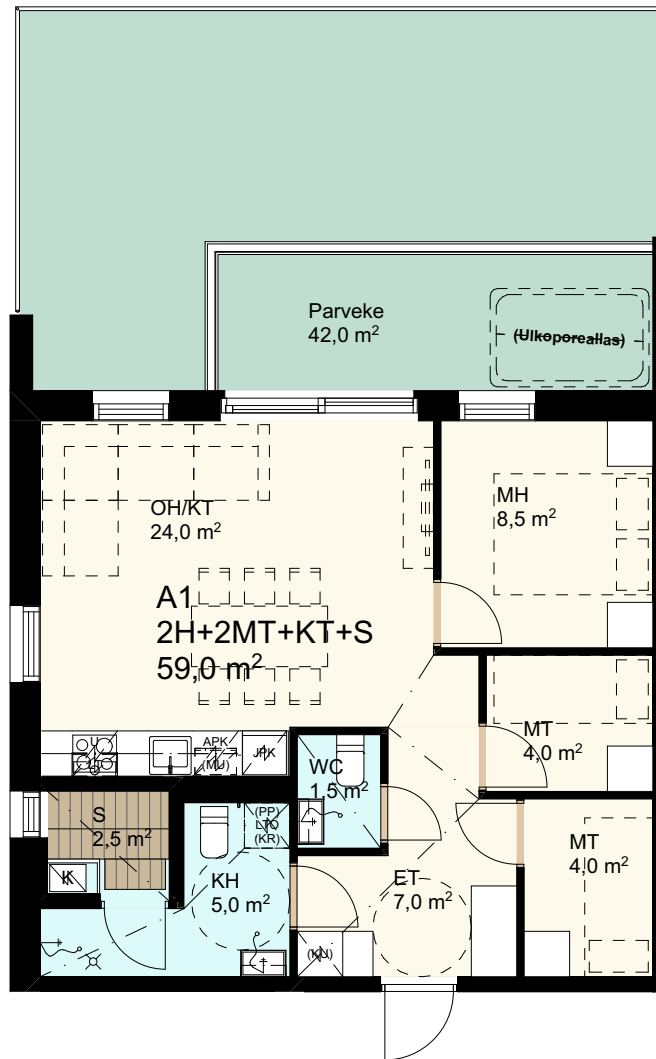 Parveke
42,0 m²
(Ulkoporeallas)
OH/KT
24,0 m²
MH
8,5 m²
A1
2H+2MT+KT+S
59,0 m²
MT
4,0 m²
U
APK
(MU)
JPK
WC
1,5 m²
S
2,5 m²
(PP)
LTO
(KR)
MT
4,0 m²
K
KH
5,0 m²
ET
7,0 m²
(KU)